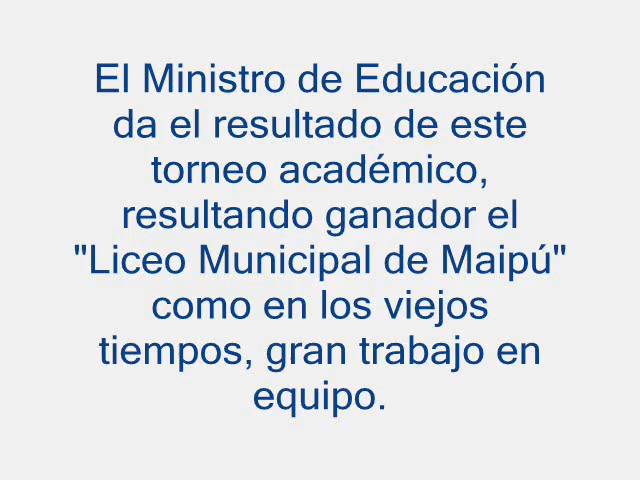 El Ministro de Educación
da el resultado de este
torneo académico,
resultando ganador el
"Liceo Municipal de Maipú"
como en los viejos
tiempos, gran trabajo en
equipo.